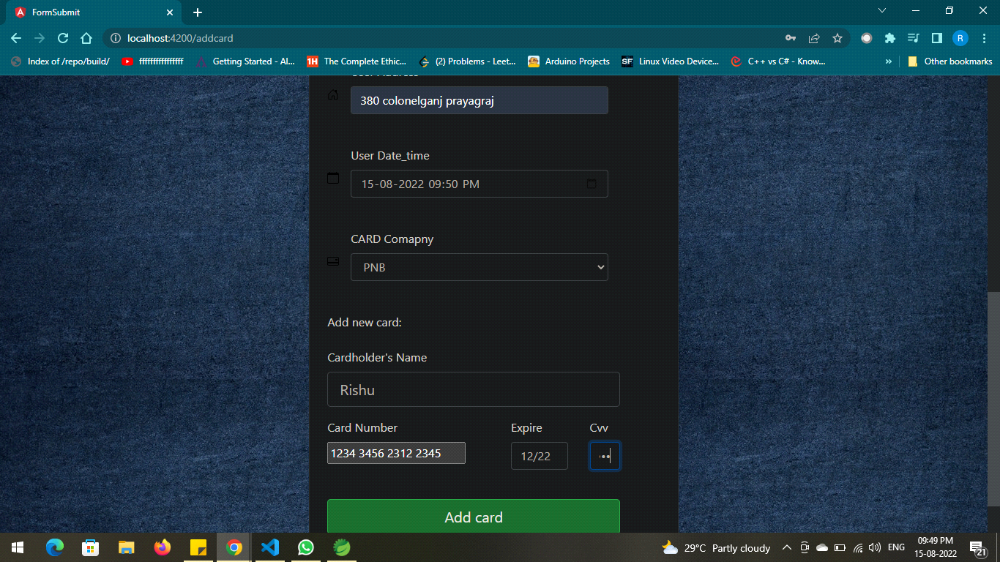 FormSubmit
localhost:4200/addcard
R
Index of /repo/build/ ffffffffffffffff Getting Started - Al... 1H The Complete Ethic... (2) Problems - Leet... Arduino Projects SF Linux Video Device... C++ vs C# - Know... » Other bookmarks
380 colonelganj prayagraj
User Date_time
15-08-2022 09:50 PM
CARD Comapny
PNB
Add new card:
Cardholder's Name
Rishu
Card Number Expire Cvv
1234 3456 2312 2345 12/22
Add card
29°C Partly cloudy ENG 09:49 PM
15-08-2022
21